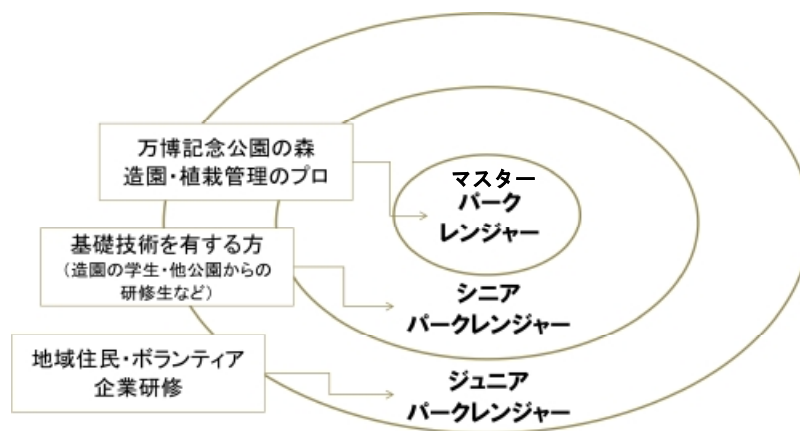 万博記念公園の森
造園・植栽管理のプロ
マスター
パーク
レンジャー
基礎技術を有する方
（造園の学生・他公園からの
研修生など）
シニア
パークレンジャー
地域住民・ボランティア
企業研修
ジュニア
パークレンジャー